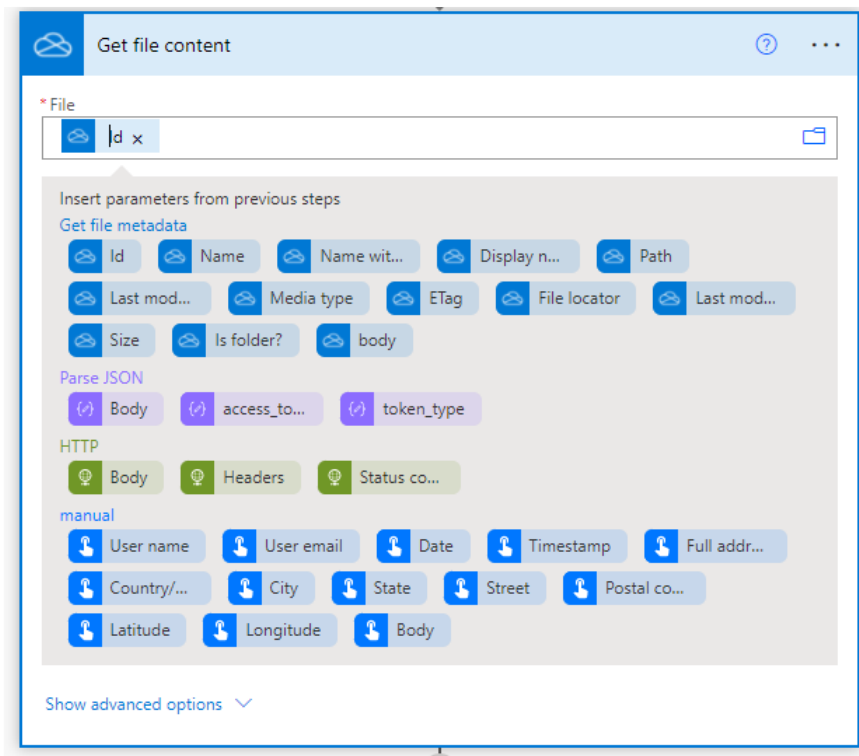 Get file content
* File
Id ×
Insert parameters from previous steps
Get file metadata
Id Name Name wit... Display n... Path
Last mod... Media type ETag File locator Last mod...
Size Is folder? body
Parse JSON
Body access_to... token_type
HTTP
Body Headers Status co...
manual
User name User email Date Timestamp Full addr...
Country/... City State Street Postal co...
Latitude Longitude Body
Show advanced options